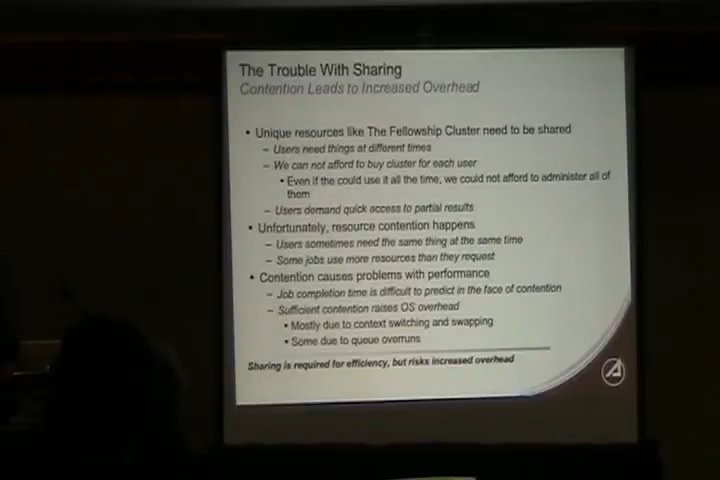 The Trouble With Sharing
Contention Leads to Increased Overhead
• Unique resources like The Fellowship Cluster need to be shared
– Users need things at different times
– We can not afford to buy cluster for each user
• Even if the could use it all the time, we could not afford to administer all of
them
– Users demand quick access to partial results
• Unfortunately, resource contention happens
– Users sometimes need the same thing at the same time
– Some jobs use more resources than they request
• Contention causes problems with performance
– Job completion time is difficult to predict in the face of contention
– Sufficient contention raises OS overhead
• Mostly due to context switching and swapping
• Some due to queue overruns
Sharing is required for efficiency, but risks increased overhead